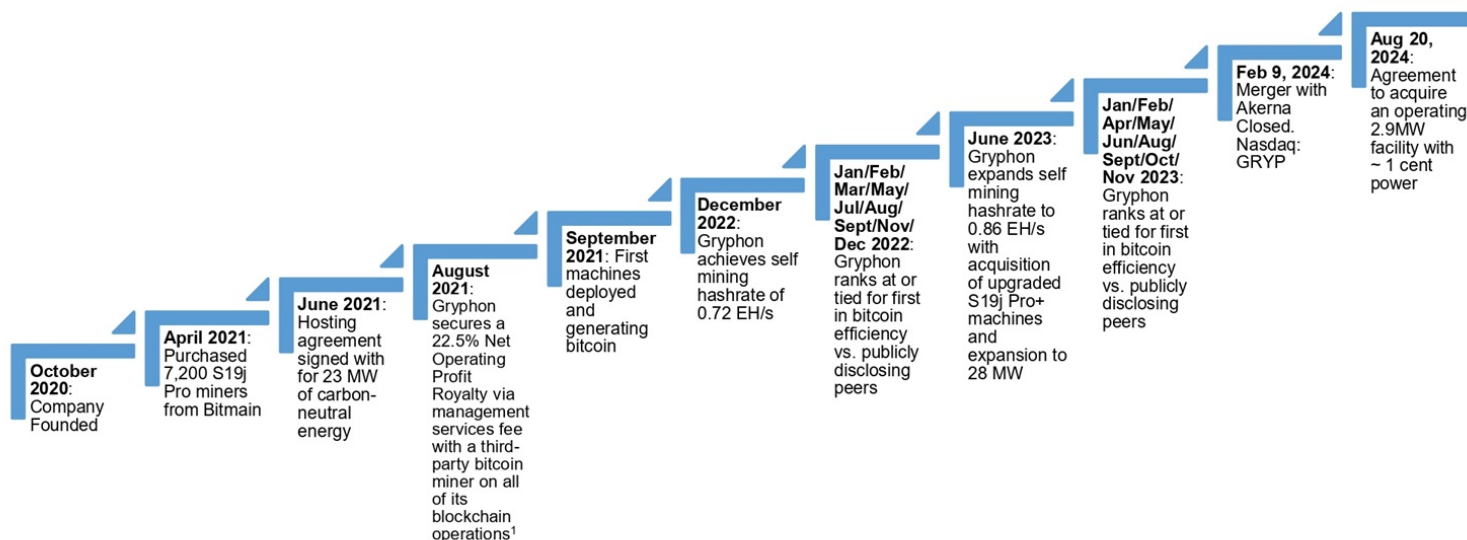 October
2020:
Company
Founded
April 2021:
Purchased
7,200 S19j
Pro miners
from Bitmain
June 2021:
Hosting
agreement
signed with
for 23 MW
of carbon-
neutral
energy
August
2021:
Gryphon
secures a
22.5% Net
Operating
Profit
Royalty via
management
services fee
with a third-
party bitcoin
miner on all
of its
blockchain
operations1
September
2021: First
machines
deployed
and
generating
bitcoin
December
2022:
Gryphon
achieves self
mining
hashrate of
0.72 EH/s
Jan/Feb/
Mar/May/
Jul/Aug/
Sept/Nov/
Dec 2022:
Gryphon
ranks at or
tied for first
in bitcoin
efficiency
vs. publicly
disclosing
peers
June 2023:
Gryphon
expands self
mining
hashrate to
0.86 EH/s
with
acquisition
of upgraded
S19j Pro+
machines
and
expansion to
28 MW
Jan/Feb/
Apr/May/
Jun/Aug/
Sept/Oct/
Nov 2023:
Gryphon
ranks at or
tied for first
in bitcoin
efficiency
vs. publicly
disclosing
peers
Feb 9, 2024:
Merger with
Akerna
Closed.
Nasdaq:
GRYP
Aug 20,
2024:
Agreement
to acquire
an operating
2.9MW
facility with
~ 1 cent
power